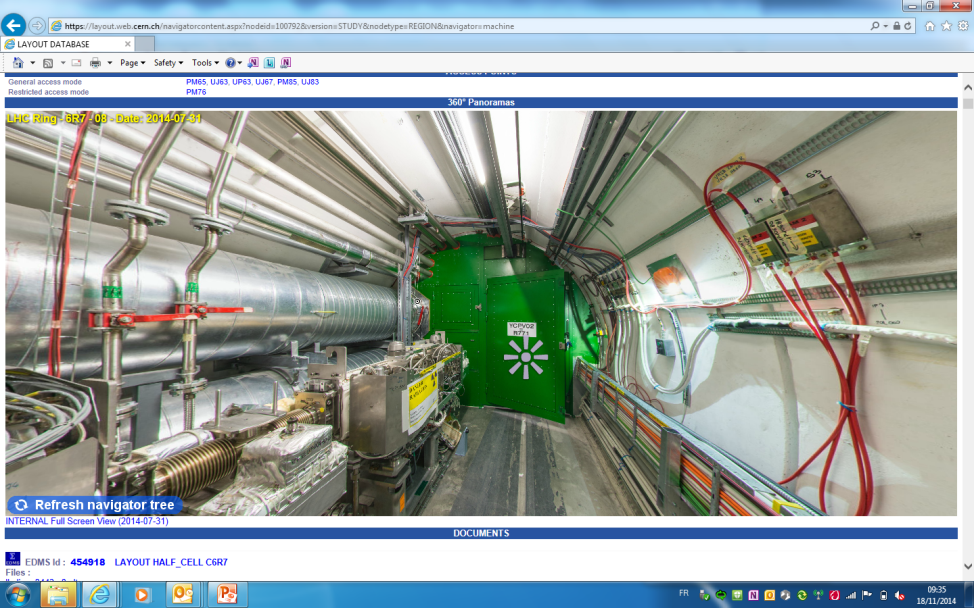 https://layout.web.cern.ch/navigatorcontent.aspx?nodeid=100792&version=STUDY&nodetype=REGION&navigator=machine
LAYOUT DATABASE
Page Safety Tools
General access mode PM65, UJ63, UP63, UJ67, PM85, UJ83
Restricted access mode PM76
360° Panoramas
LHC Ring - 6R7 - 08 - Date: 2014-07-31
YCPV02
R771
Refresh navigator tree
INTERNAL Full Screen View (2014-07-31)
DOCUMENTS
EDMS Id : 454918 LAYOUT HALF_CELL C6R7
Files :
FR 09:35
18/11/2014